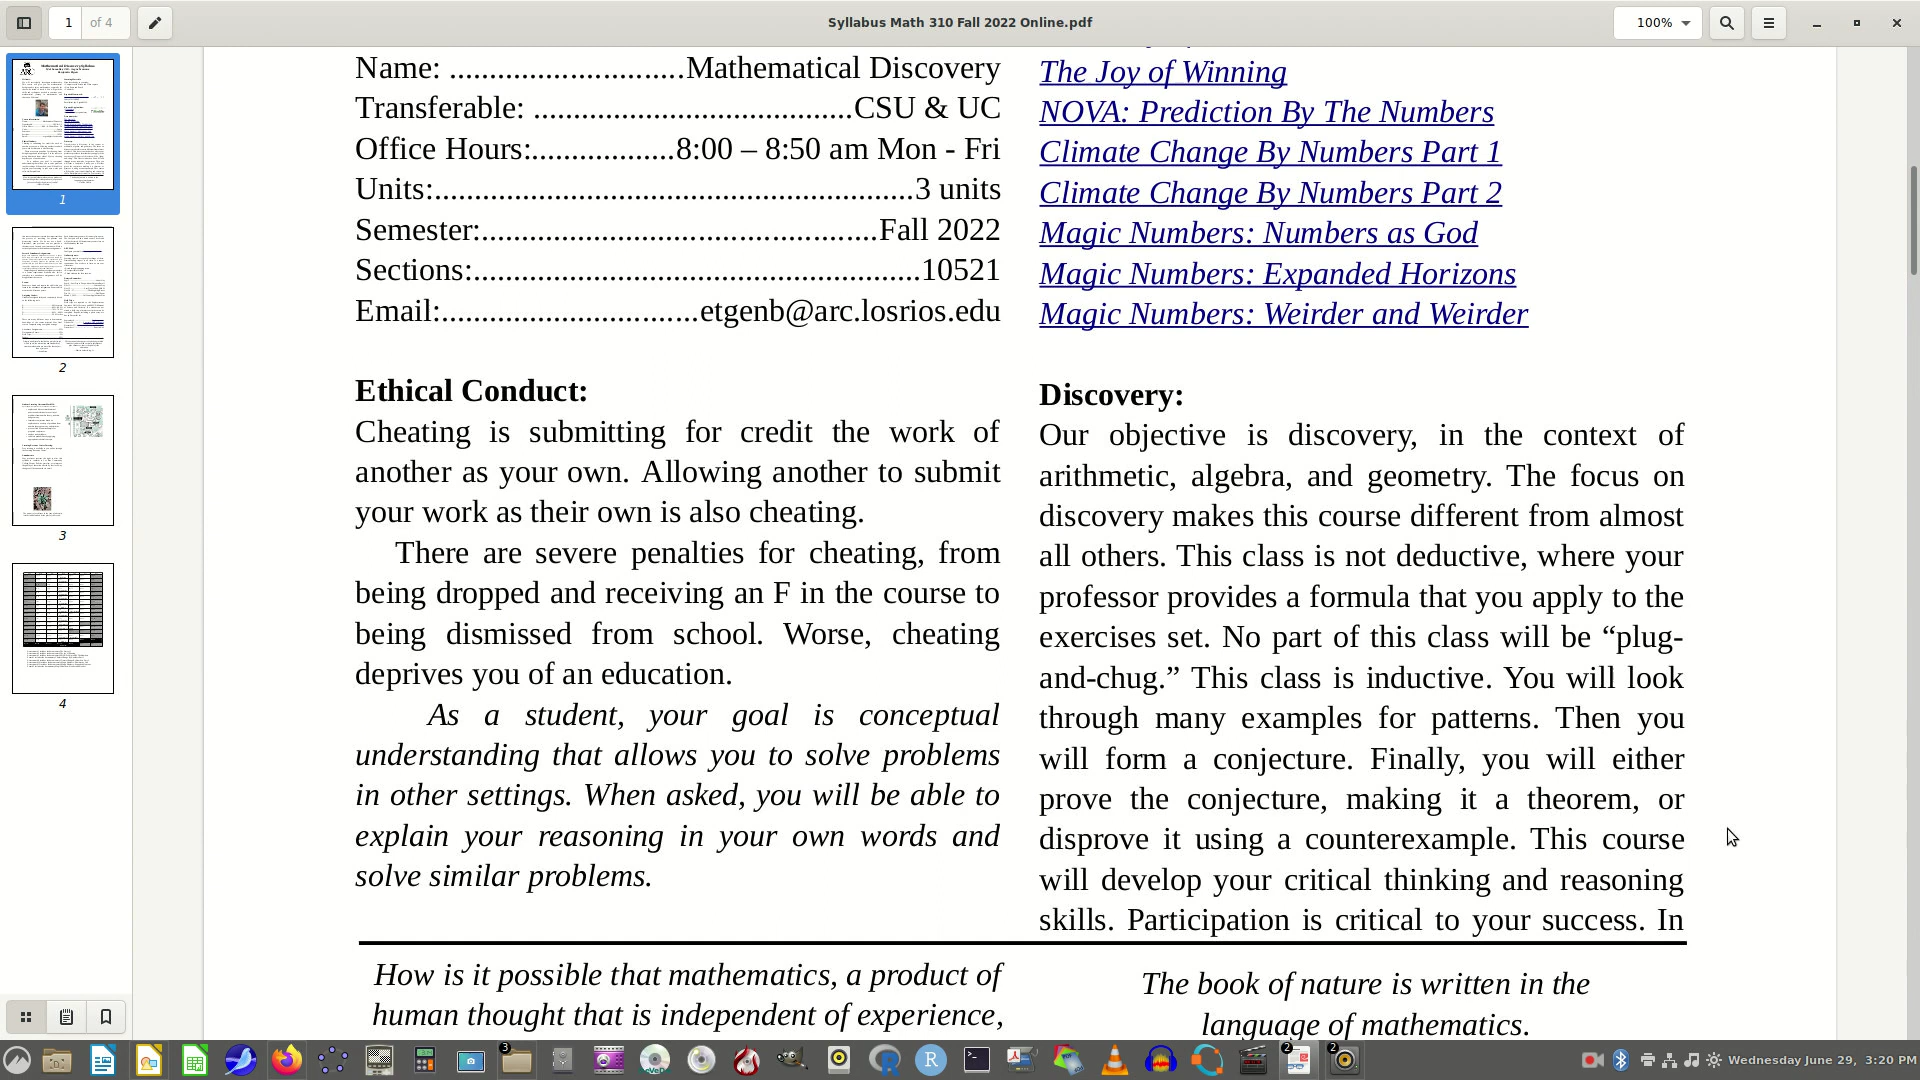 1
of 4
Syllabus Math 310 Fall 2022 Online.pdf
100%
1
2
3
4
Name: ............................Mathematical Discovery
Transferable: ......................................CSU & UC
Office Hours:.................8:00 – 8:50 am Mon - Fri
Units:.........................................................3 units
Semester:...............................................Fall 2022
Sections:.....................................................10521
Email:...............................etgenb@arc.losrios.edu
Ethical Conduct:
Cheating is submitting for credit the work of
another as your own. Allowing another to submit
your work as their own is also cheating.
There are severe penalties for cheating, from
being dropped and receiving an F in the course to
being dismissed from school. Worse, cheating
deprives you of an education.
As a student, your goal is conceptual
understanding that allows you to solve problems
in other settings. When asked, you will be able to
explain your reasoning in your own words and
solve similar problems.
The Joy of Winning
NOVA: Prediction By The Numbers
Climate Change By Numbers Part 1
Climate Change By Numbers Part 2
Magic Numbers: Numbers as God
Magic Numbers: Expanded Horizons
Magic Numbers: Weirder and Weirder
Discovery:
Our objective is discovery, in the context of
arithmetic, algebra, and geometry. The focus on
discovery makes this course different from almost
all others. This class is not deductive, where your
professor provides a formula that you apply to the
exercises set. No part of this class will be “plug-
and-chug.” This class is inductive. You will look
through many examples for patterns. Then you
will form a conjecture. Finally, you will either
prove the conjecture, making it a theorem, or
disprove it using a counterexample. This course
will develop your critical thinking and reasoning
skills. Participation is critical to your success. In
How is it possible that mathematics, a product of
human thought that is independent of experience,
The book of nature is written in the
language of mathematics.
3
2
2
Wednesday June 29, 3:20 PM